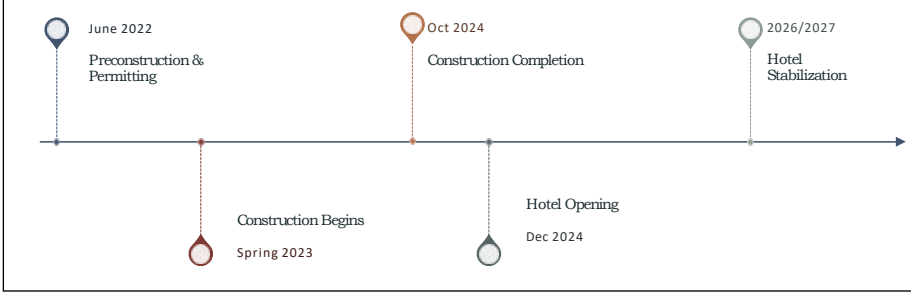 June 2022
Preconstruction &
Permitting
Oct 2024
Construction Completion
2026/2027
Hotel
Stabilization
Construction Begins
Spring 2023
Hotel Opening
Dec 2024